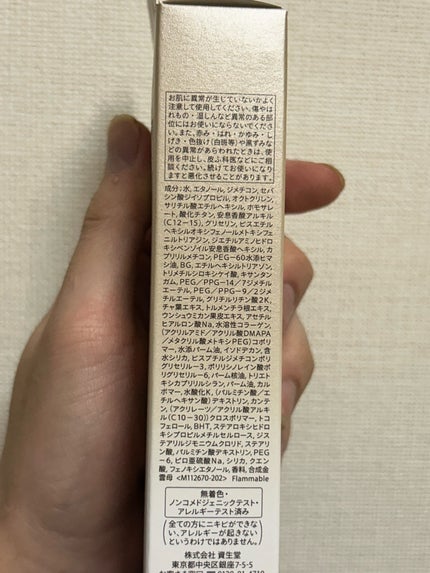 お肌に異常が生じていないかよく
注意して使用してください。傷やは
れもの・湿しんなど異常のある部
位にはお使いにならないでくださ
い。また、赤み・はれ・かゆみ・し
げき・色抜け(白斑等)や黒ずみな
どの異常があらわれたときは、使
用を中止し、皮ふ科医などにご相
談ください。続けてお使いになり
ますと悪化させることがあります。
成分:水、エタノール、ジメチコン、セバ
シン酸ジイソプロピル、オクトクリレン、
サリチル酸エチルヘキシル、ホモサレ
ート、酸化チタン、安息香酸アルキル
(C12−15)、グリセリン、ビスエチル
ヘキシルオキシフェノールメトキシフェ
ニルトリアジン、ジエチルアミノヒドロ
キシベンゾイル安息香酸ヘキシル、カ
プリリルメチコン、PEG−60水添ヒマ
シ油、BG、エチルヘキシルトリアゾン、
トリメチルシロキシケイ酸、キサンタン
ガム、PEG/PPG−14/7ジメチル
エーテル、PEG/PPG−9/2ジメ
チルエーテル、グリチルリチン酸2K、
チャ葉エキス、トルメンチラ根エキス、
ウンシュウミカン果皮エキス、アセチル
ヒアルロン酸Na、水溶性コラーゲン、
(アクリルアミド/アクリル酸DMAPA
/メタクリル酸メトキシPEG)コポリ
マー、水添パーム油、イソドデカン、含
水シリカ、ビスブチルジメチコンポリ
グリセリル−3、ポリリシノレイン酸ポ
リグリセリル−6、パーム核油、トリエト
キシカプリリルシラン、パーム油、カル
ボマー、水酸化K、(パルミチン酸/エ
チルヘキサン酸)デキストリン、カンテ
ン、(アクリレーツ/アクリル酸アルキ
ル(C10−30))クロスポリマー、トコ
フェロール、BHT、ステアロキシヒドロ
キシプロピルメチルセルロース、ジス
テアリルジモニウムクロリド、ステアリ
ン酸、パルミチン酸デキストリン、PEG
−6、ピロ亜硫酸Na、シリカ、クエン
酸、フェノキシエタノール、香料、合成金
雲母 <M112670-202> Flammable
無着色・
ノンコメドジェニックテスト・
アレルギーテスト済み
(全ての方にニキビができな
い、アレルギーが起きない
というわけではありません。)
株式会社 資生堂
東京都中央区銀座7-5-5